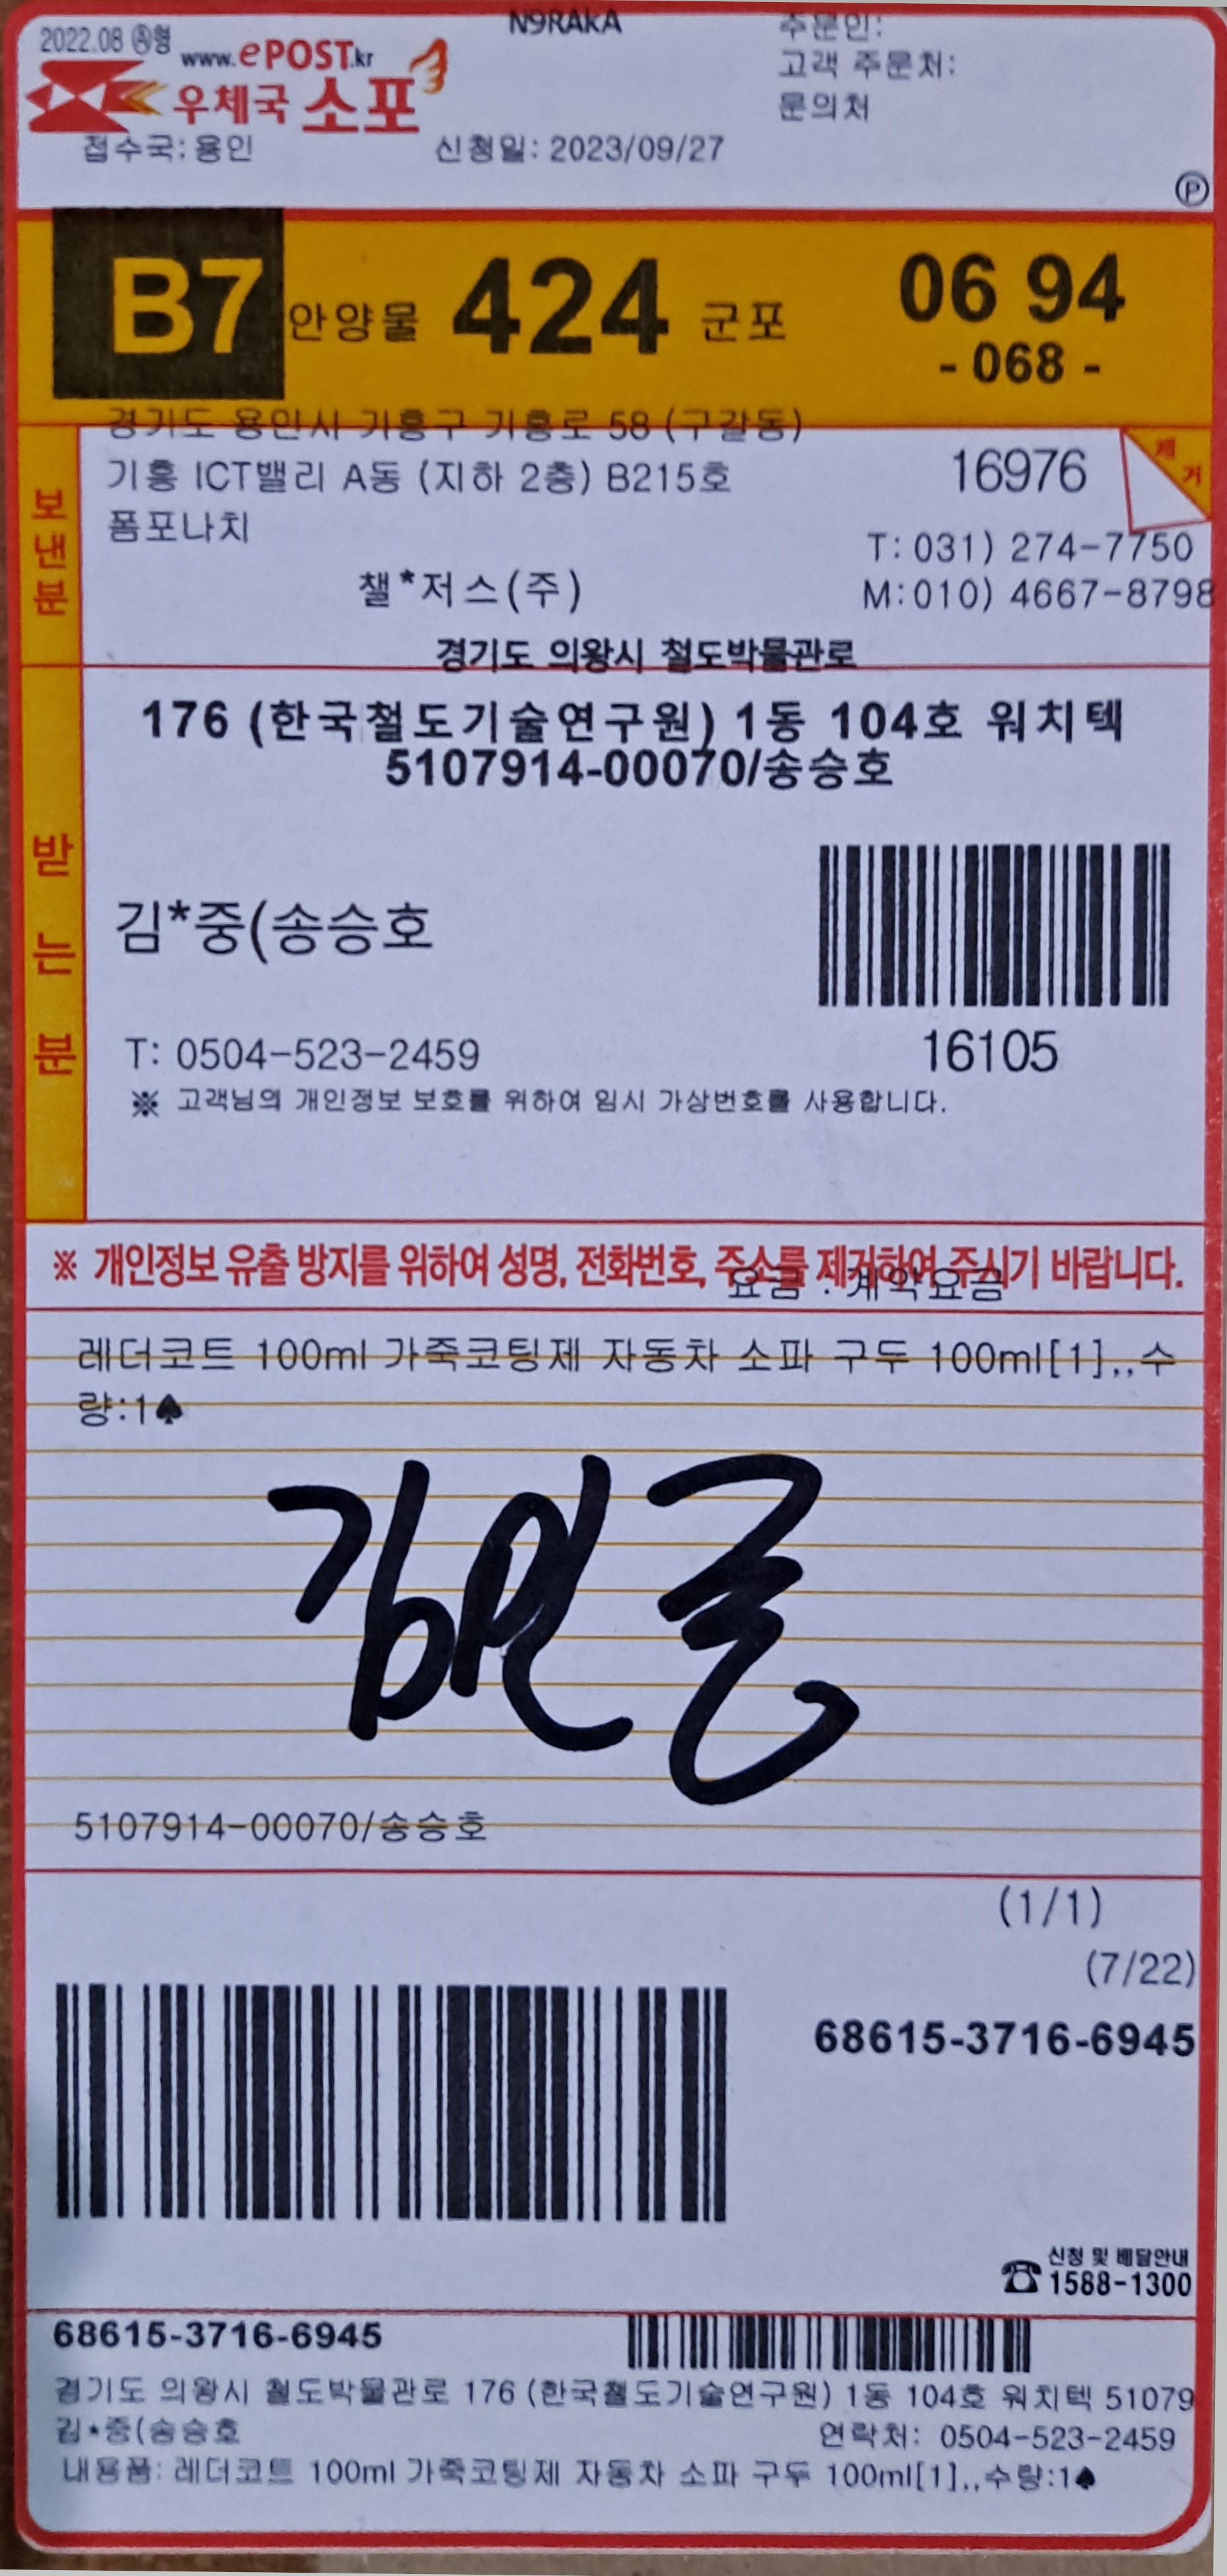 N9RAKA
2022.08 Ⓐ형
www.ePOST.kr
우체국 소포
주문인:
고객 주문처:
문의처
접수국: 용인 신청일: 2023/09/27
Ⓟ
B7 안양물 424 군포 06 94
- 068 -
경기도 용인시 기흥구 기흥로 58 (구갈동)
기흥 ICT밸리 A동 (지하 2층) B215호 16976
제거
폼포나치
T: 031) 274-7750
챌*저스(주) M:010) 4667-8798
보낸분
경기도 의왕시 철도박물관로
176 (한국철도기술연구원) 1동 104호 워치텍
5107914-00070/송승호
받는분
김*중(송승호
16105
T: 0504-523-2459
※ 고객님의 개인정보 보호를 위하여 임시 가상번호를 사용합니다.
※ 개인정보 유출 방지를 위하여 성명, 전화번호, 주소를 제거하여 주시기 바랍니다.
요금 : 계약요금
레더코트 100ml 가죽코팅제 자동차 소파 구두 100ml[1],,수
량:1♠
5107914-00070/송승호
(1/1)
(7/22)
68615-3716-6945
신청 및 배달안내
☎ 1588-1300
68615-3716-6945
경기도 의왕시 철도박물관로 176 (한국철도기술연구원) 1동 104호 워치텍 51079
김*중(송승호 연락처: 0504-523-2459
내용품: 레더코트 100ml 가죽코팅제 자동차 소파 구두 100ml[1],,수량:1♠